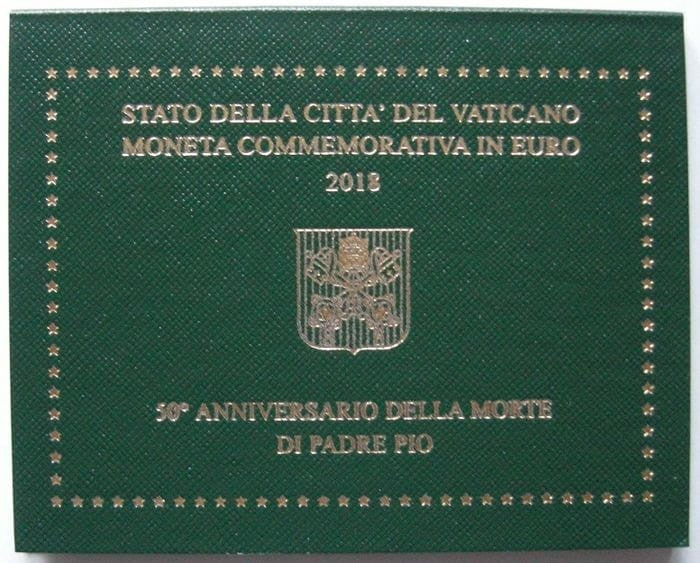 STATO DELLA CITTA' DEL VATICANO
MONETA COMMEMORATIVA IN EURO
2018
50° ANNIVERSARIO DELLA MORTE
DI PADRE PIO